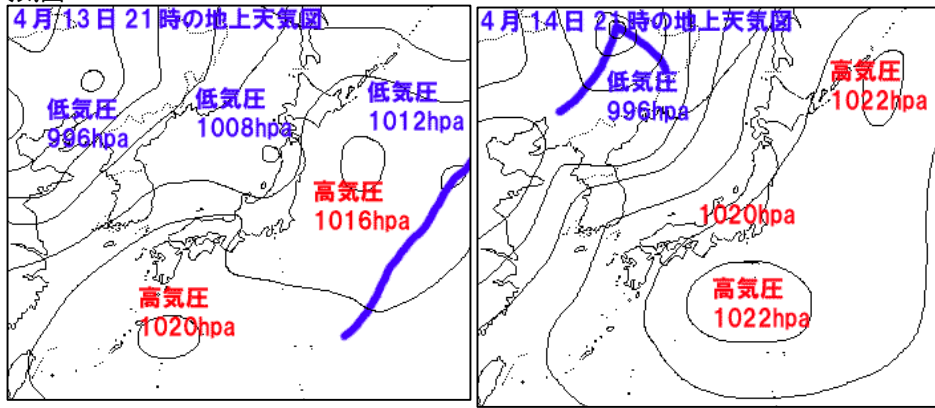 4月13日21時の地上天気図
低気圧
996hpa
低気圧
1008hpa
低気圧
1012hpa
高気圧
1016hpa
高気圧
1020hpa
4月14日21時の地上天気図
低気圧
996hpa
高気圧
1022hpa
1020hpa
高気圧
1022hpa